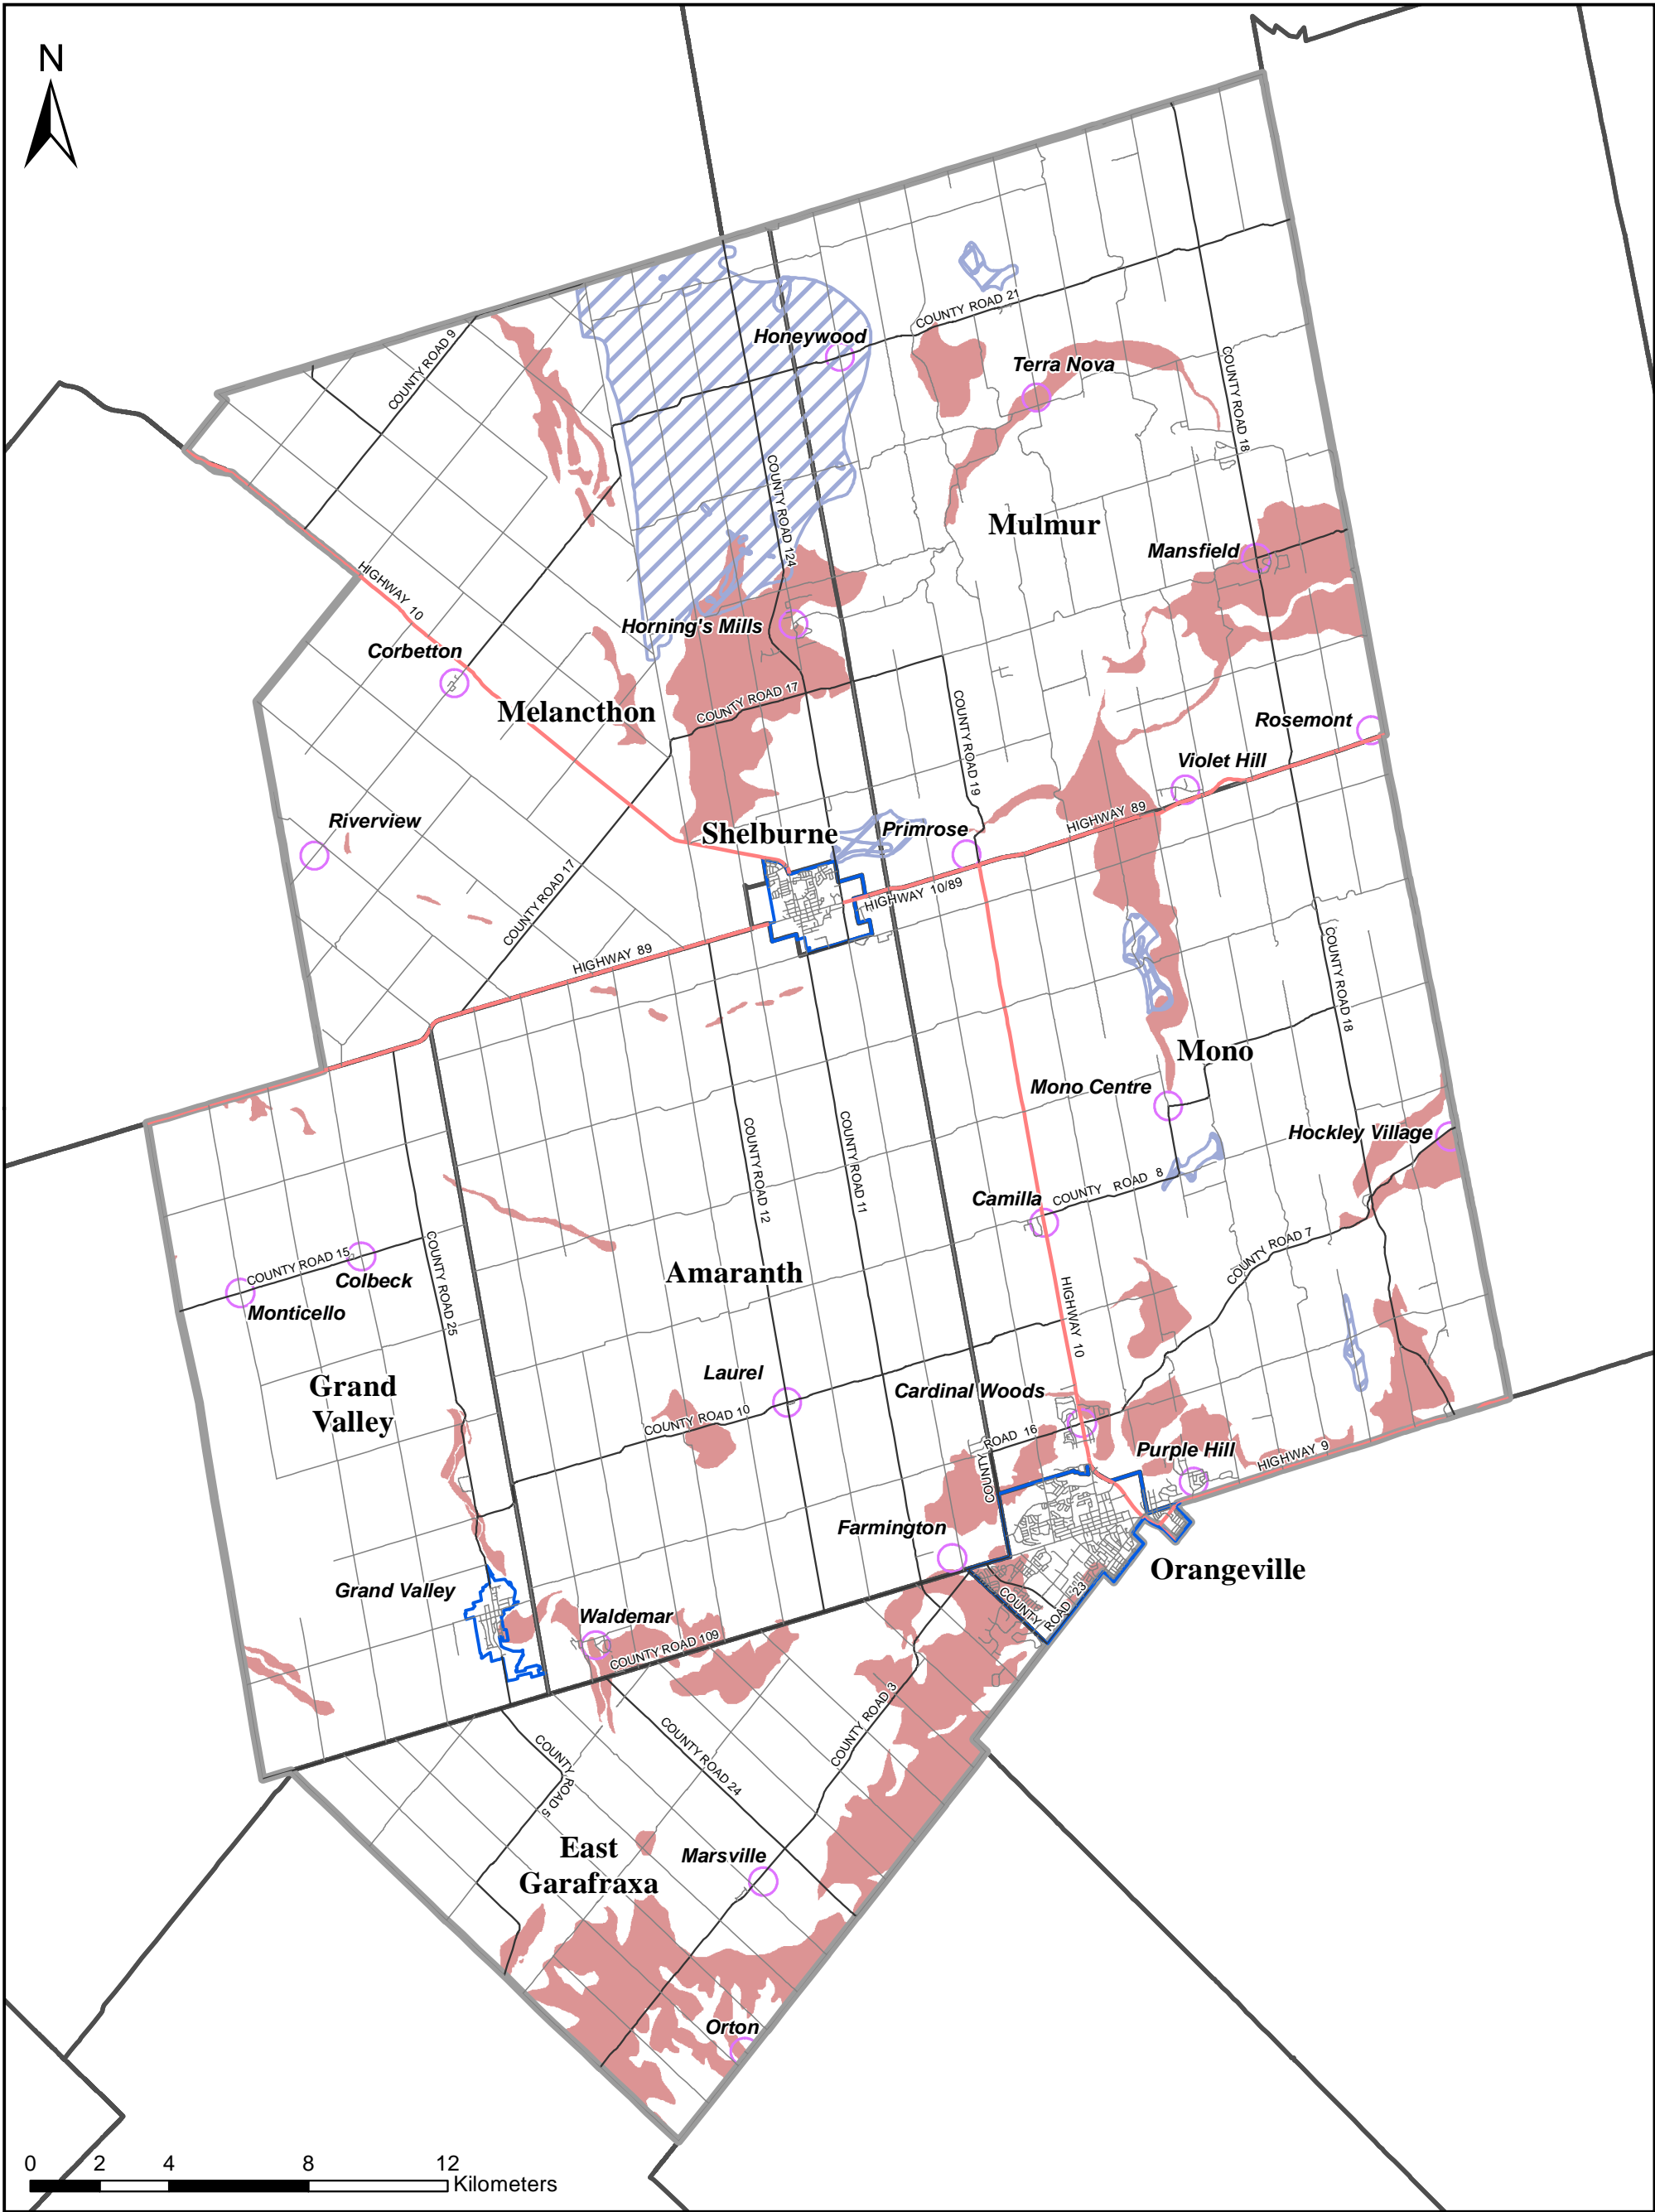 N
COUNTY ROAD 9
COUNTY ROAD 21
Honeywood
Terra Nova
COUNTY ROAD 18
COUNTY ROAD 124
Mulmur
Mansfield
HIGHWAY 10
Horning's Mills
Corbetton
Melancthon
COUNTY ROAD 17
COUNTY ROAD 19
Rosemont
Violet Hill
HIGHWAY 89
Riverview
Shelburne
Primrose
HIGHWAY 10/89
COUNTY ROAD 17
HIGHWAY 89
COUNTY ROAD 18
Mono
Mono Centre
Hockley Village
COUNTY ROAD 12
COUNTY ROAD 11
COUNTY ROAD 8
Camilla
COUNTY ROAD 7
COUNTY ROAD 15
Colbeck
Monticello
COUNTY ROAD 25
Amaranth
HIGHWAY 10
Laurel
Grand
Valley
COUNTY ROAD 10
Cardinal Woods
COUNTY ROAD 16
Purple Hill
HIGHWAY 9
Farmington
Orangeville
Grand Valley
Waldemar
COUNTY ROAD 109
COUNTY ROAD 23
COUNTY ROAD 3
COUNTY ROAD 24
COUNTY ROAD 5
East
Garafraxa
Marsville
Orton
0 2 4 8 12
Kilometers